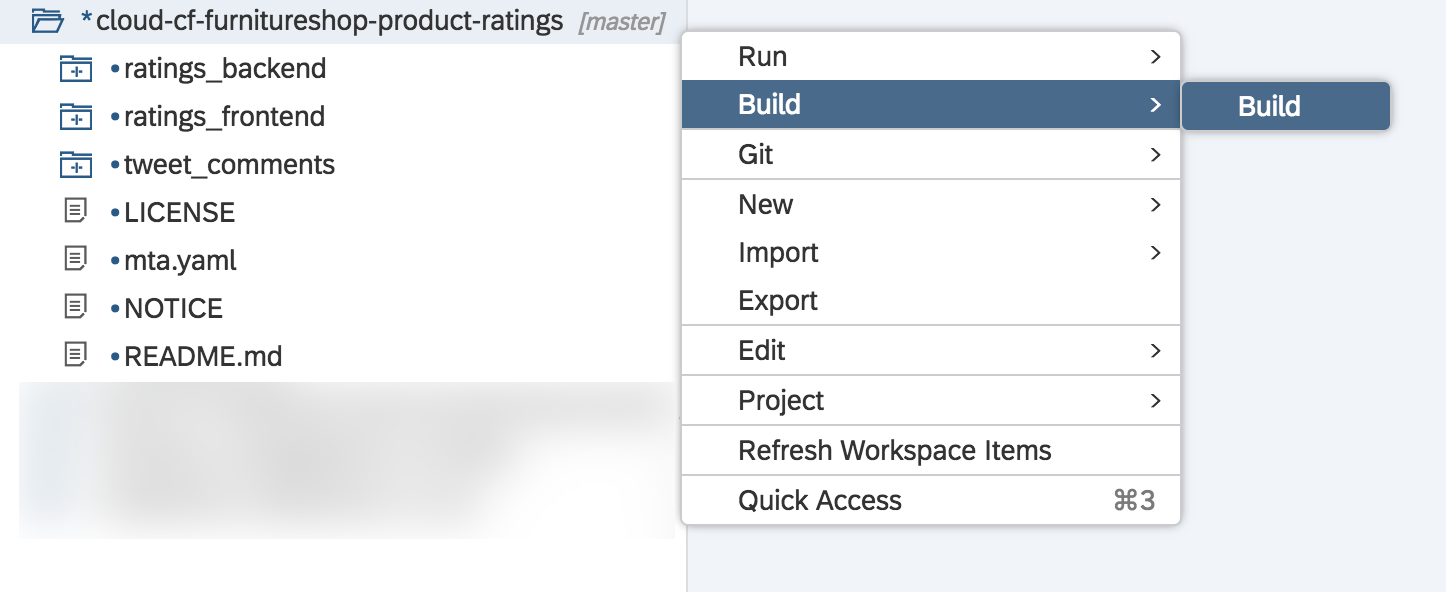 *cloud-cf-furnitureshop-product-ratings [master]
•ratings_backend
•ratings_frontend
•tweet_comments
•LICENSE
•mta.yaml
•NOTICE
•README.md
Run >
Build >
Build
Git >
New >
Import >
Export
Edit >
Project >
Refresh Workspace Items
Quick Access ⌘3